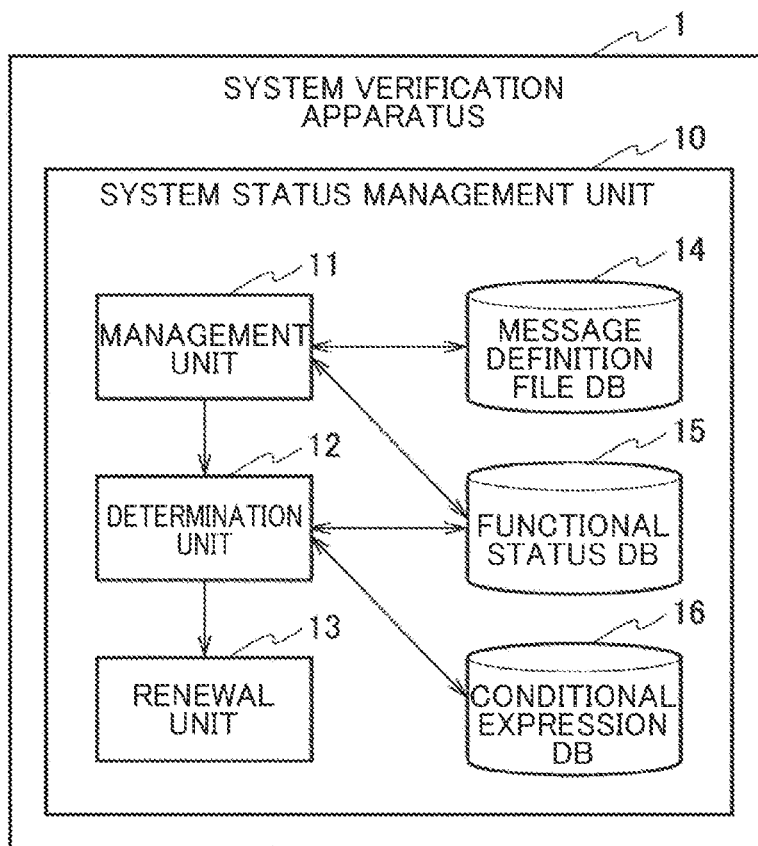 1
SYSTEM VERIFICATION
APPARATUS
10
SYSTEM STATUS MANAGEMENT UNIT
11
MANAGEMENT
UNIT
14
MESSAGE
DEFINITION
FILE DB
12
DETERMINATION
UNIT
15
FUNCTIONAL
STATUS DB
13
RENEWAL
UNIT
16
CONDITIONAL
EXPRESSION
DB